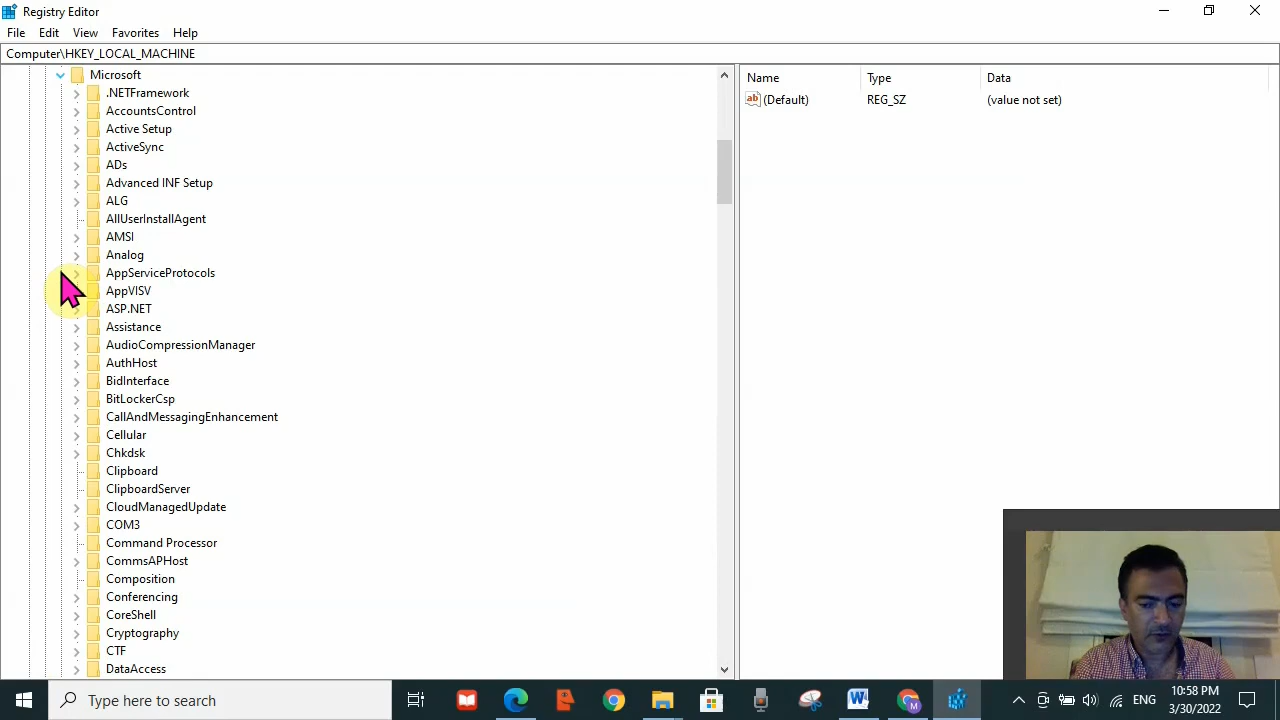 Registry Editor
File Edit View Favorites Help
Computer\HKEY_LOCAL_MACHINE
Microsoft
.NETFramework
AccountsControl
Active Setup
ActiveSync
ADs
Advanced INF Setup
ALG
AllUserInstallAgent
AMSI
Analog
AppServiceProtocols
AppVISV
ASP.NET
Assistance
AudioCompressionManager
AuthHost
BidInterface
BitLockerCsp
CallAndMessagingEnhancement
Cellular
Chkdsk
Clipboard
ClipboardServer
CloudManagedUpdate
COM3
Command Processor
CommsAPHost
Composition
Conferencing
CoreShell
Cryptography
CTF
DataAccess
Name Type Data
ab (Default) REG_SZ (value not set)
Type here to search
W
M
ENG
10:58 PM
3/30/2022